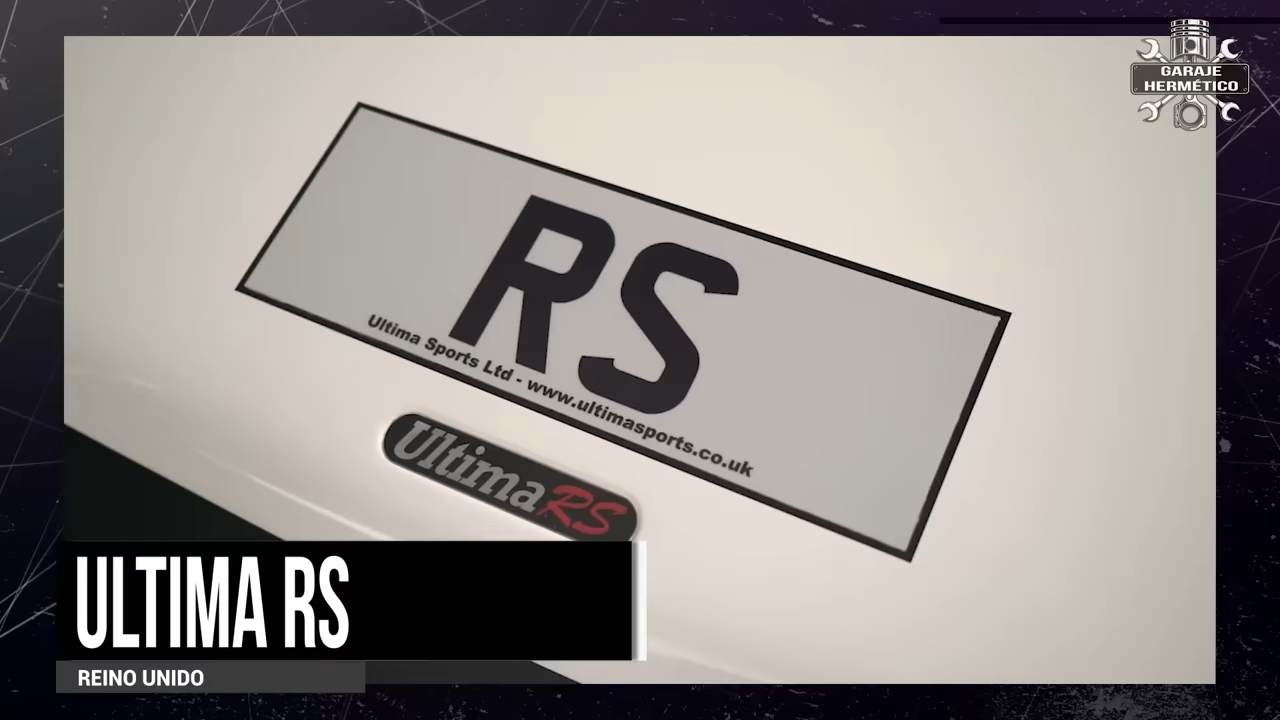 GARAJE
HERMÉTICO
RS
Ultima Sports Ltd - www.ultimasports.co.uk
Ultima RS
ULTIMA RS
REINO UNIDO